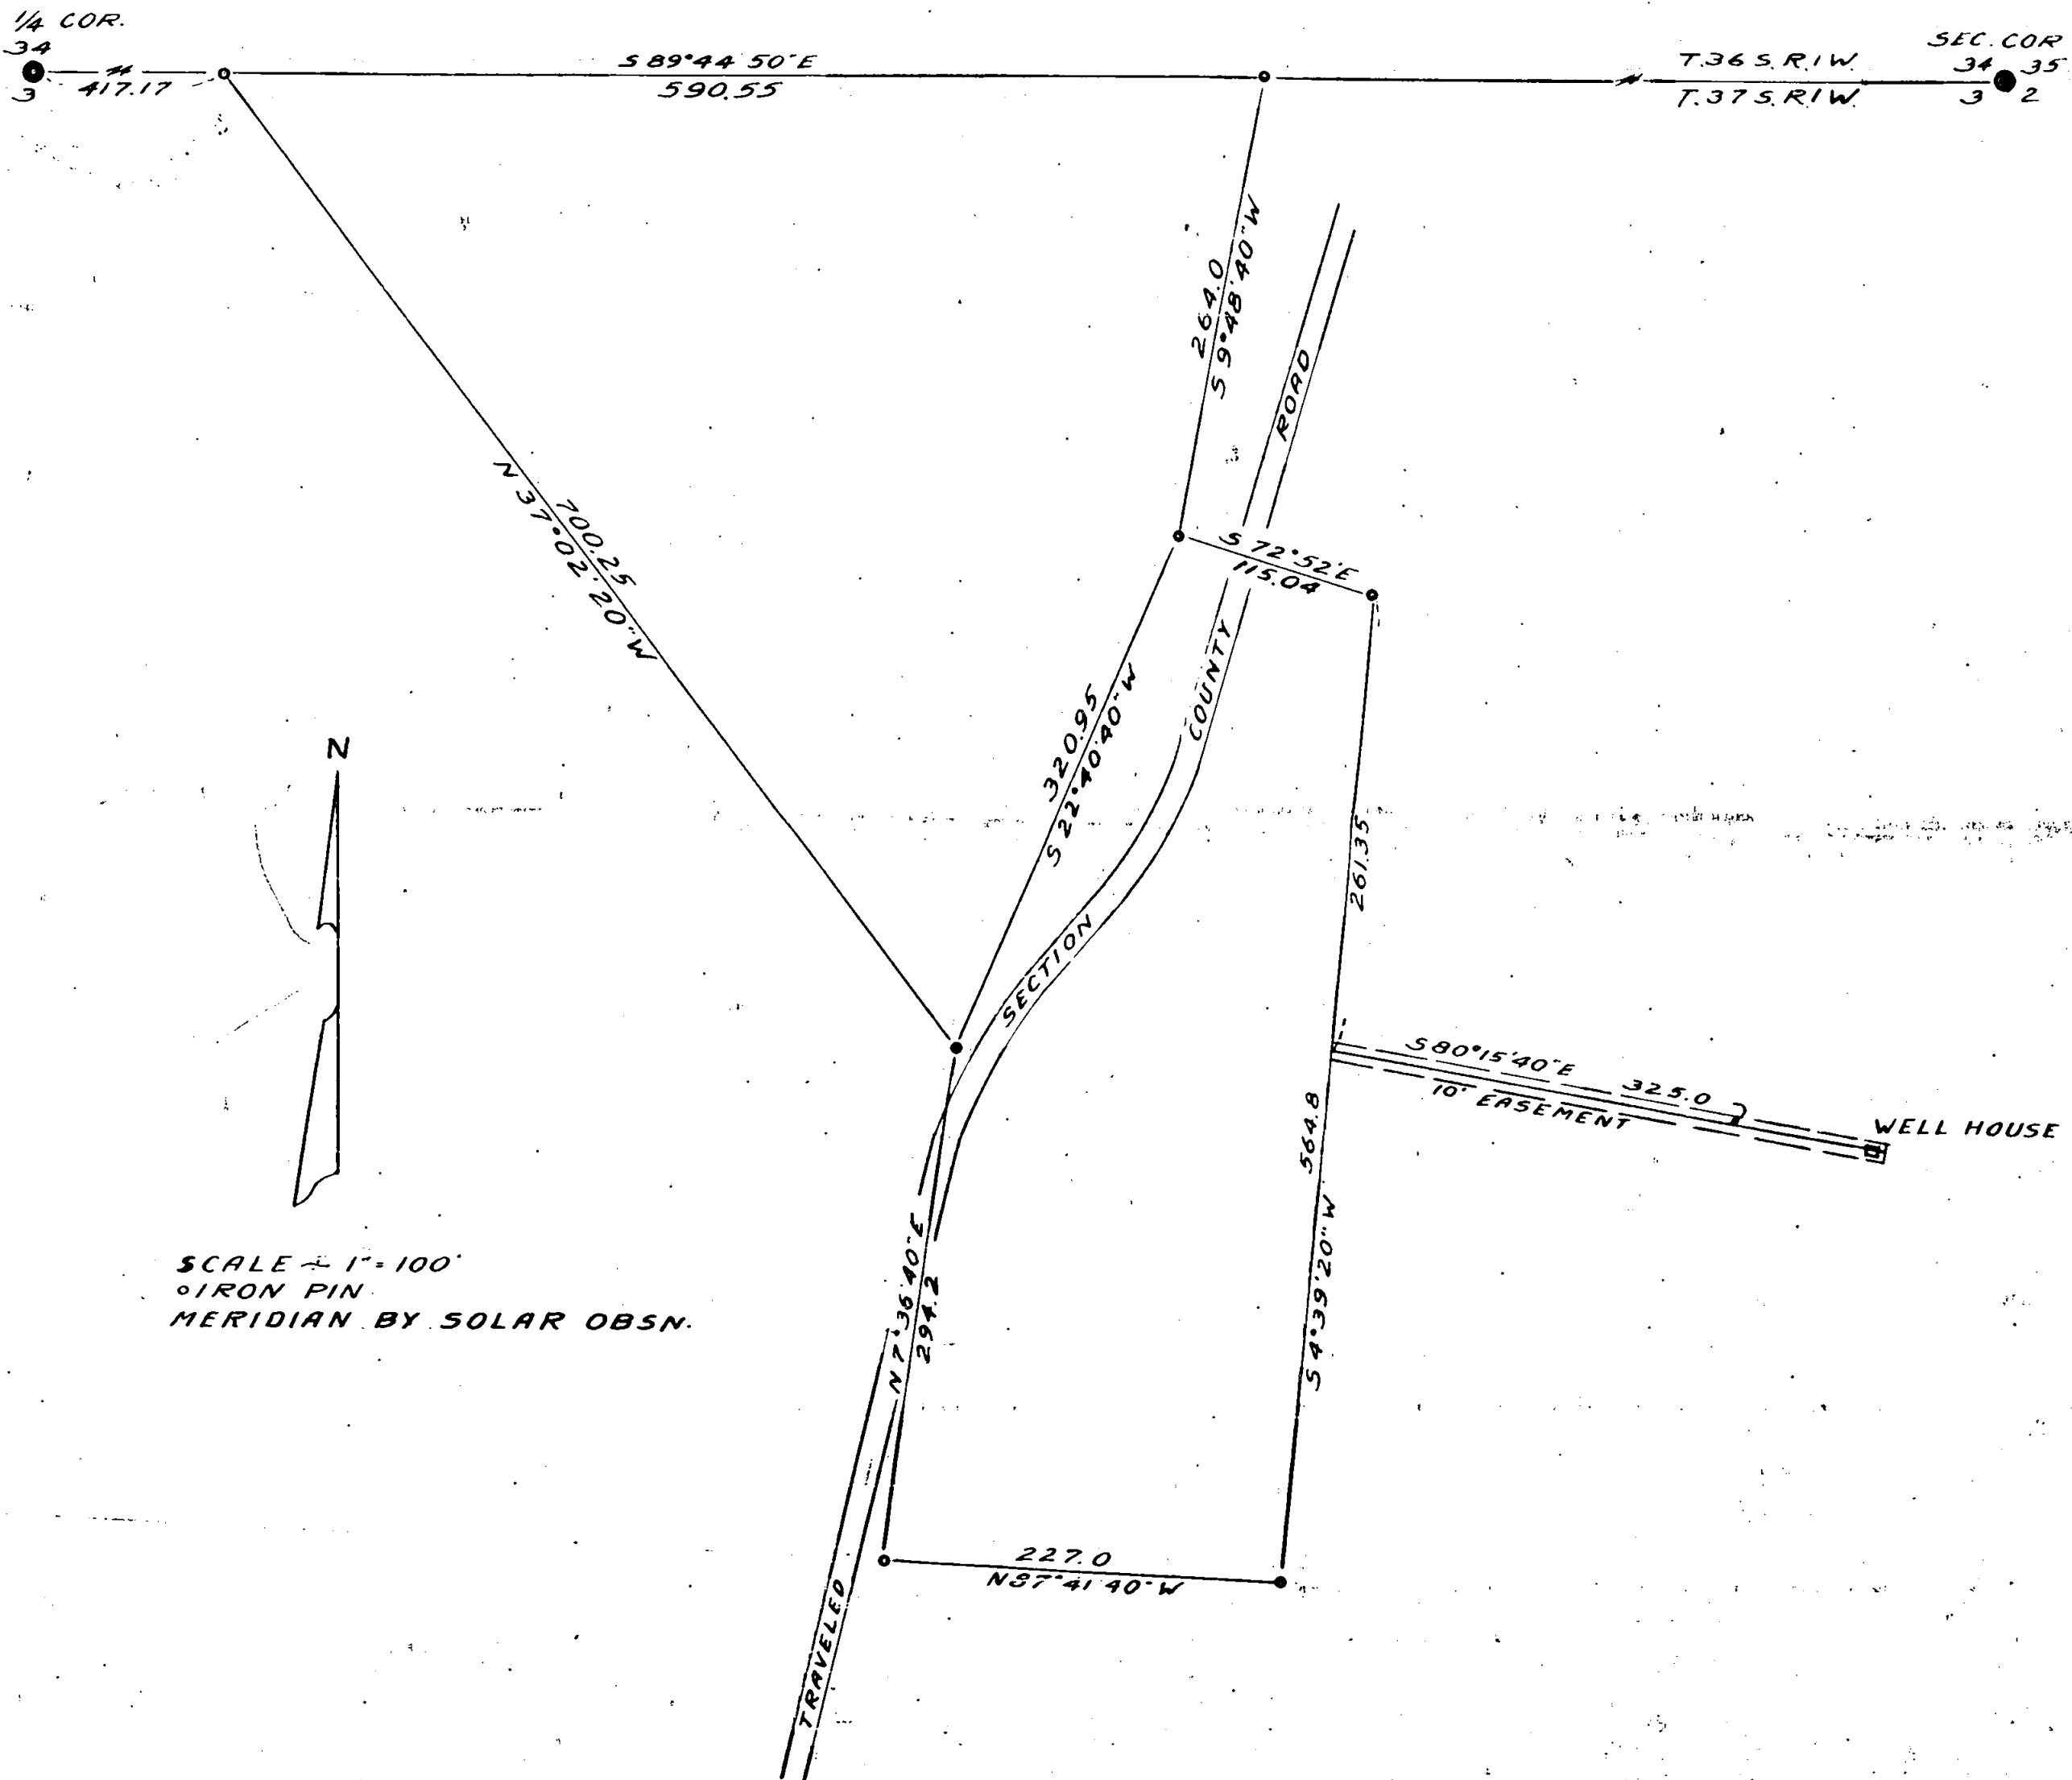 1/4 COR.
34
3
417.17
S 89°44'50"E
590.55
T.36 S. R.1 W.
T.37 S. R.1 W.
SEC. COR
34 35
3 2
264.0
S 9°48'40"W
ROAD
700.25
N 37°02'20"W
S 72°52'E
115.04
COUNTY
320.95
S 22°40'40"W
N
261.35
SECTION
S 80°15'40"E 325.0
10' EASEMENT
WELL HOUSE
564.8
S 4°39'20"W
N 7°36'40"E
294.2
SCALE - 1"=100'
IRON PIN
MERIDIAN BY SOLAR OBSN.
227.0
N 87°41'40"W
TRAVELED